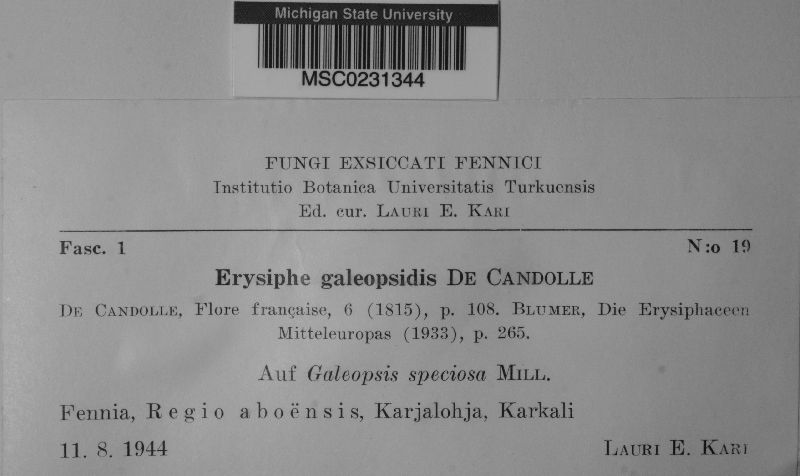 Michigan State University
MSC0231344
FUNGI EXSICCATI FENNICI
Institutio Botanica Universitatis Turkuensis
Ed. cur. LAURI E. KARI
Fasc. 1 N:o 19
Erysiphe galeopsidis DE CANDOLLE
DE CANDOLLE, Flore française, 6 (1815), p. 108. BLUMER, Die Erysiphaceen
Mitteleuropas (1933), p. 265.
Auf Galeopsis speciosa MILL.
Fennia, Regio aboënsis, Karjalohja, Karkali
11. 8. 1944 LAURI E. KARI